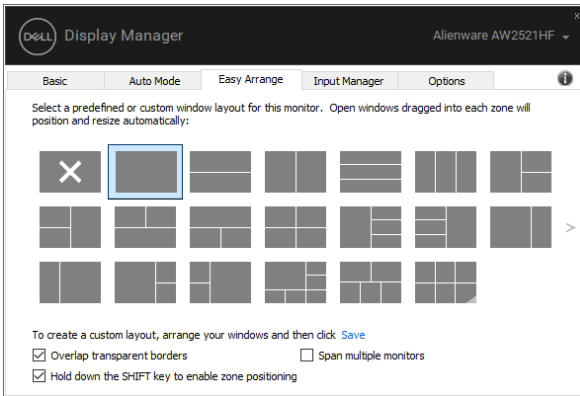 DELL Display Manager Alienware AW2521HF
Basic Auto Mode Easy Arrange Input Manager Options
Select a predefined or custom window layout for this monitor. Open windows dragged into each zone will
position and resize automatically:
To create a custom layout, arrange your windows and then click Save
Overlap transparent borders Span multiple monitors
Hold down the SHIFT key to enable zone positioning